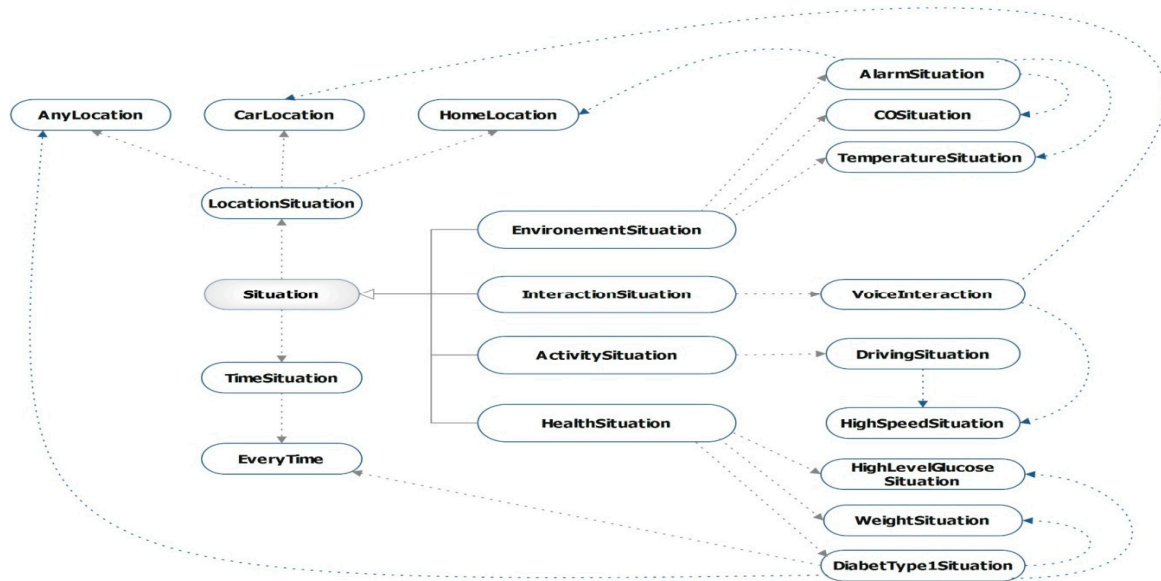 AlarmSituation
AnyLocation
CarLocation
HomeLocation
COSituation
TemperatureSituation
LocationSituation
EnvironementSituation
Situation
InteractionSituation
VoiceInteraction
ActivitySituation
DrivingSituation
TimeSituation
HealthSituation
HighSpeedSituation
EveryTime
HighLevelGlucose
Situation
WeightSituation
DiabetType1Situation